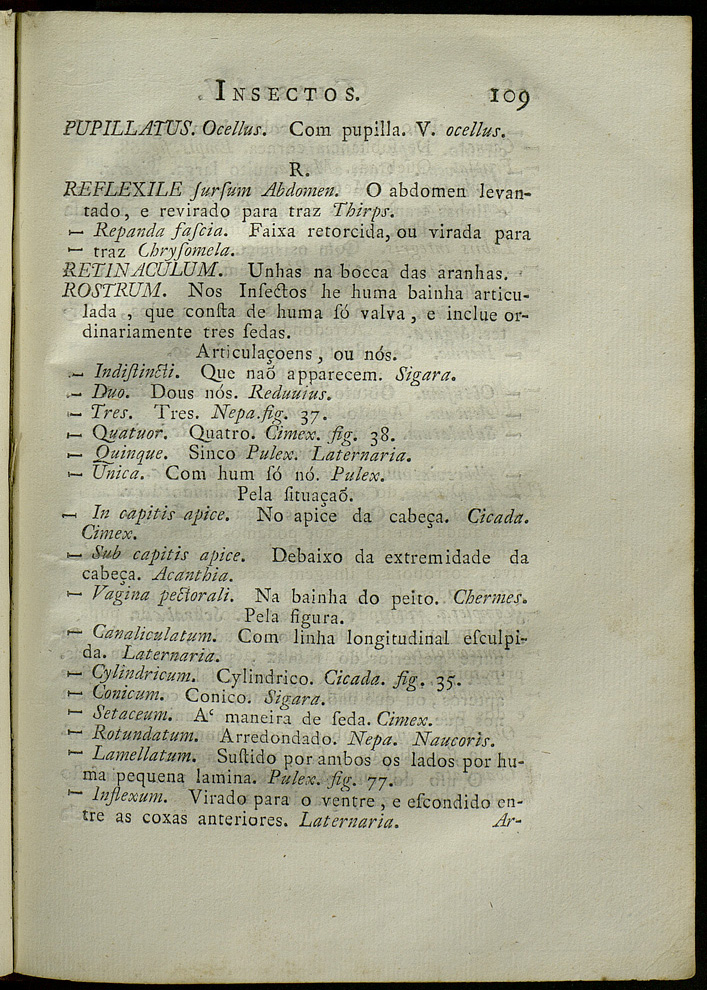 INSECTOS. 109
PUPILLATUS. Ocellus. Com pupilla. V. ocellus.
R.
REFLEXILE ſurſum Abdomen. O abdomen levan-
tado, e revirado para traz Thirps.
— Repanda faſcia. Faixa retorcida, ou virada para
— traz Chryſomela.
RETINACULUM. Unhas na bocca das aranhas.
ROSTRUM. Nos Inſectos he huma bainha articu-
lada, que conſta de huma ſó valva, e inclue or-
dinariamente tres ſedas.
Articulaçoens, ou nós.
— Indiſtincti. Que naõ apparecem. Sigara.
— Duo. Dous nós. Reduuius.
— Tres. Tres. Nepa.fig. 37.
— Quatuor. Quatro. Cimex. fig. 38.
— Quinque. Sinco Pulex. Laternaria.
— Unica. Com hum ſó nó. Pulex.
Pela ſituaçaõ.
— In capitis apice. No apice da cabeça. Cicada.
Cimex.
— Sub capitis apice. Debaixo da extremidade da
cabeça. Acanthia.
— Vagina pectorali. Na bainha do peito. Chermes.
Pela figura.
— Canaliculatum. Com linha longitudinal eſculpi-
da. Laternaria.
— Cylindricum. Cylindrico. Cicada. fig. 35.
— Conicum. Conico. Sigara.
— Setaceum. A‘ maneira de ſeda. Cimex.
— Rotundatum. Arredondado. Nepa. Naucoris.
— Lamellatum. Suſtido por ambos os lados por hu-
ma pequena lamina. Pulex. fig. 77.
— Inflexum. Virado para o ventre, e eſcondido en-
tre as coxas anteriores. Laternaria. Ar-